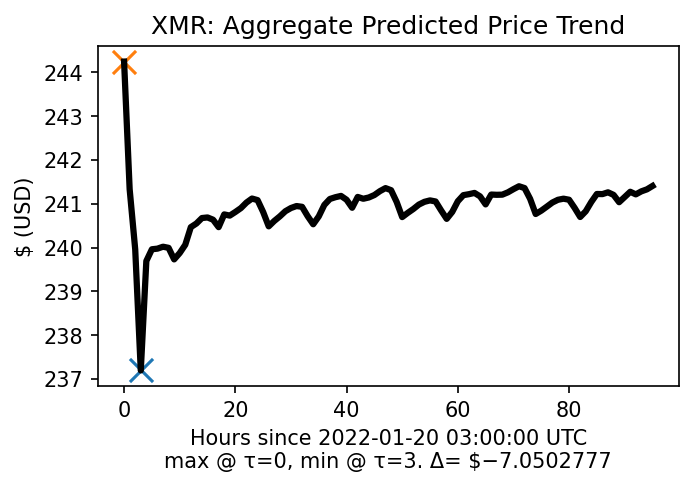 XMR: Aggregate Predicted Price Trend
244
243
242
241
240
239
238
237
$ (USD)
0 20 40 60 80
Hours since 2022-01-20 03:00:00 UTC
max @ τ=0, min @ τ=3. Δ= $−7.0502777